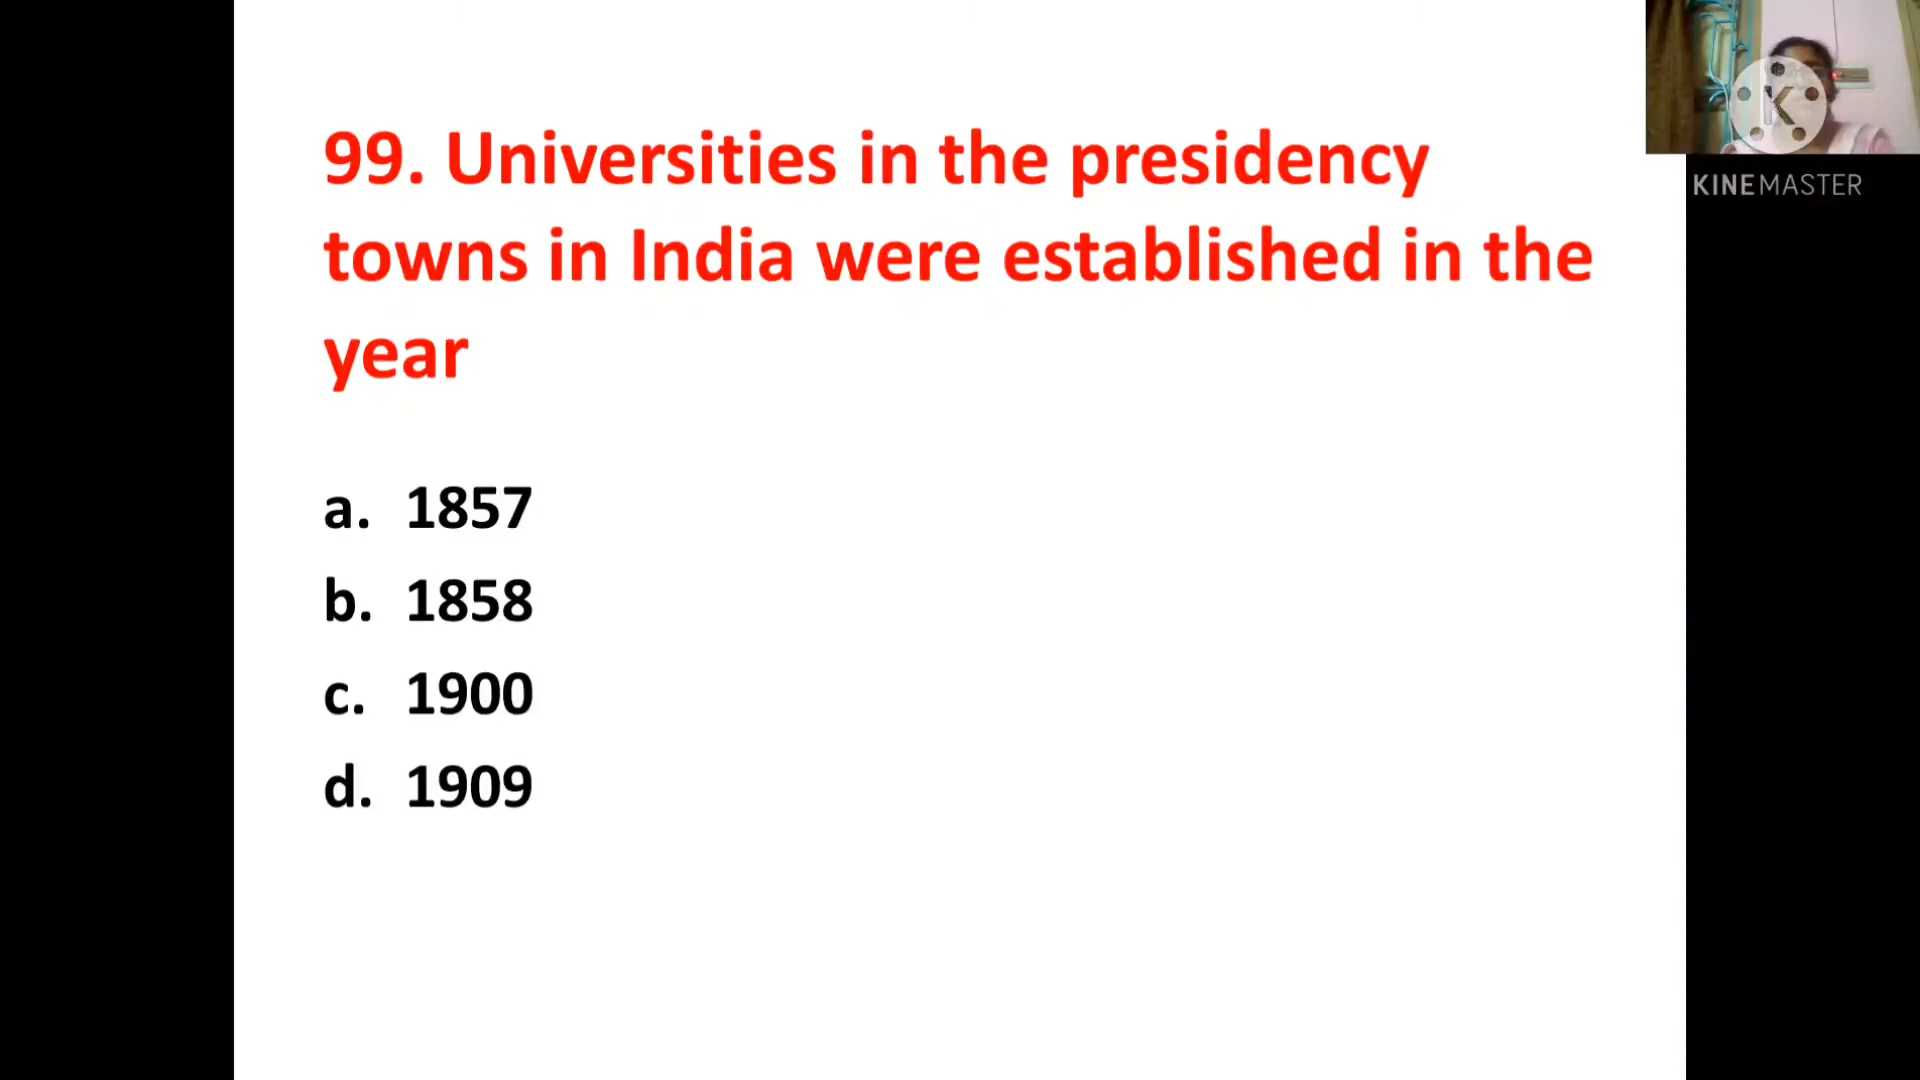 99. Universities in the presidency
towns in India were established in the
year
a. 1857
b. 1858
c. 1900
d. 1909
K
KINEMASTER